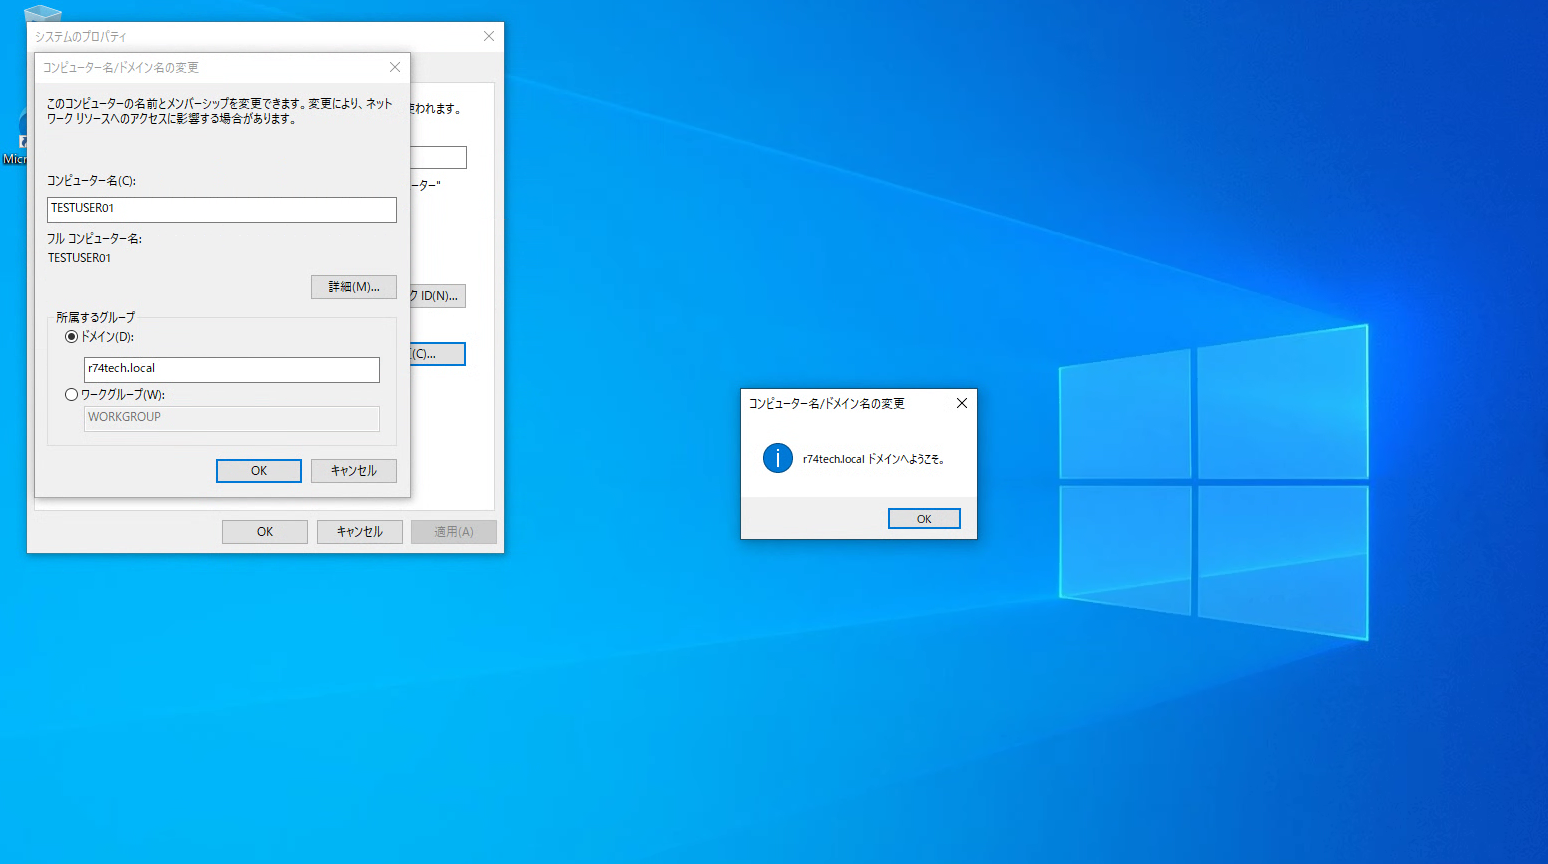 システムのプロパティ
コンピューター名/ドメイン名の変更
このコンピューターの名前とメンバーシップを変更できます。変更により、ネット
ワーク リソースへのアクセスに影響する場合があります。
われます。
コンピューター名(C):
TESTUSER01
ーター"
フル コンピューター名:
TESTUSER01
詳細(M)...
ク ID(N)...
所属するグループ
ドメイン(D):
r74tech.local
(C)...
ワークグループ(W):
WORKGROUP
OK
キャンセル
OK
キャンセル
適用(A)
Micr
コンピューター名/ドメイン名の変更
r74tech.local ドメインへようこそ。
OK